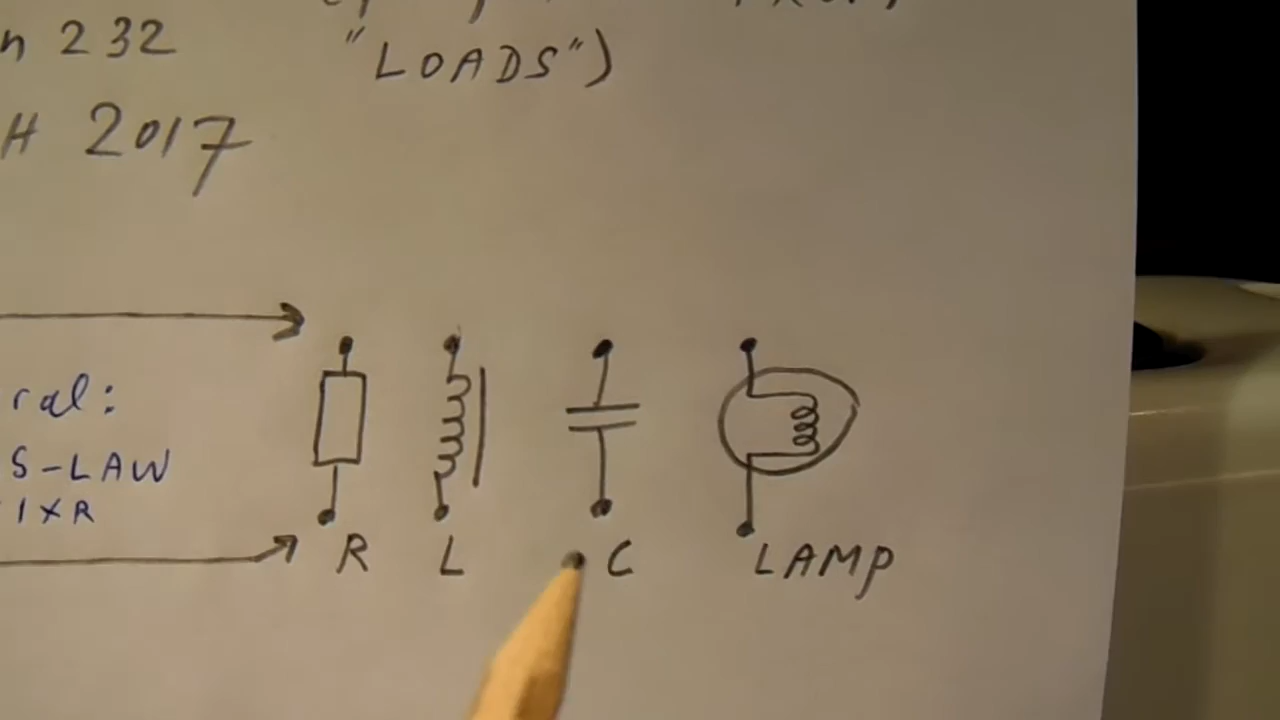 n 232
"LOADS")
H 2017
ral:
S-LAW
I X R
R L C LAMP